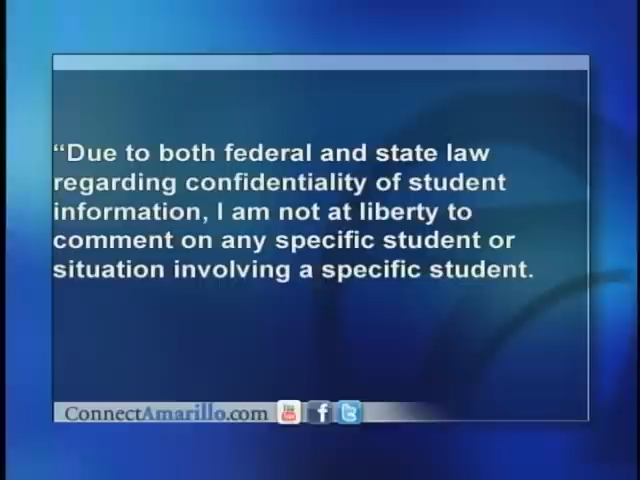 “Due to both federal and state law
regarding confidentiality of student
information, I am not at liberty to
comment on any specific student or
situation involving a specific student.
ConnectAmarillo.com